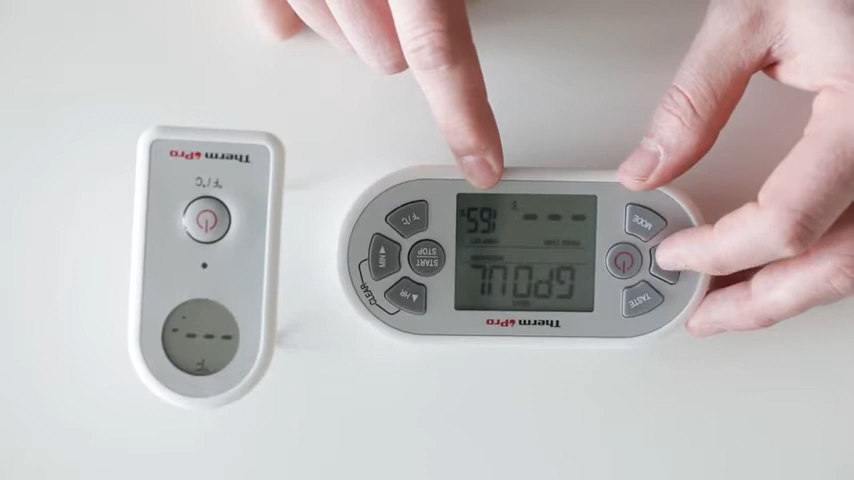 ThermoPro
GPOUL
--- °F 165
TASTE
MODE
▲/HR
▼/MIN
CLEAR
START
STOP
°F/°C
---
°F/°C
ThermoPro